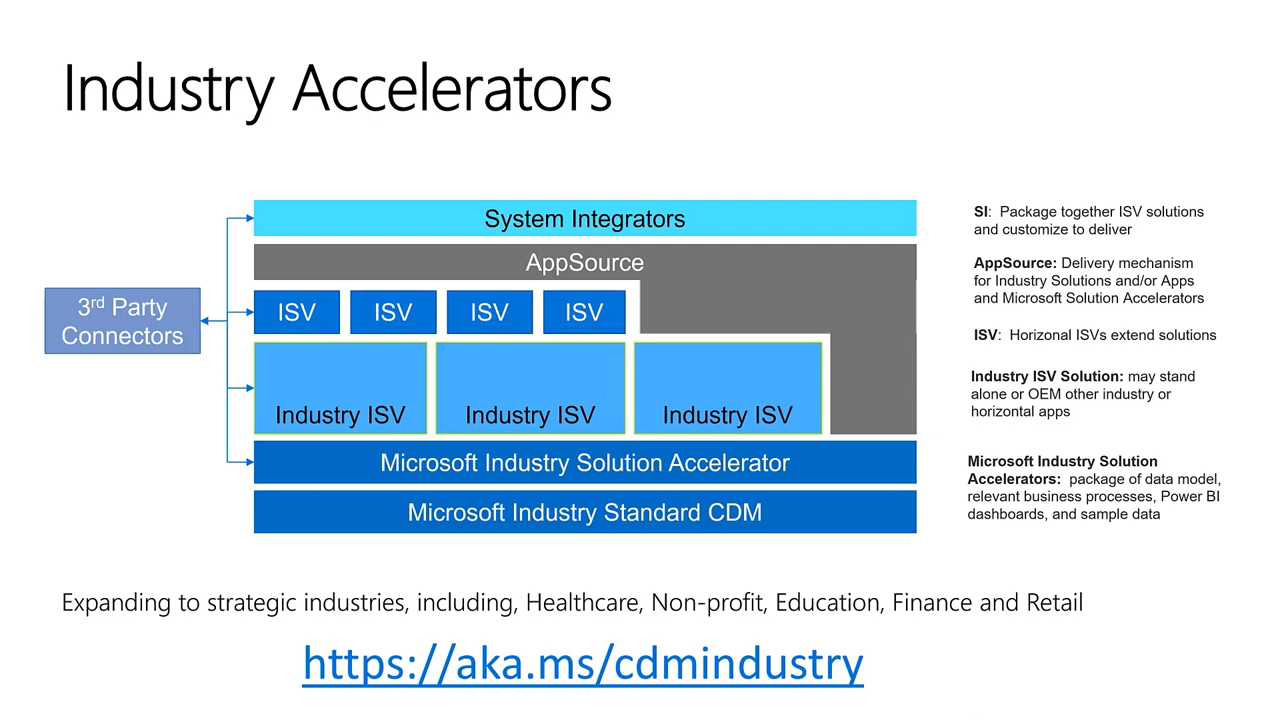 Industry Accelerators
System Integrators
AppSource
3rd Party
Connectors
ISV
ISV
ISV
ISV
Industry ISV
Industry ISV
Industry ISV
Microsoft Industry Solution Accelerator
Microsoft Industry Standard CDM
SI: Package together ISV solutions
and customize to deliver
AppSource: Delivery mechanism
for Industry Solutions and/or Apps
and Microsoft Solution Accelerators
ISV: Horizonal ISVs extend solutions
Industry ISV Solution: may stand
alone or OEM other industry or
horizontal apps
Microsoft Industry Solution
Accelerators: package of data model,
relevant business processes, Power BI
dashboards, and sample data
Expanding to strategic industries, including, Healthcare, Non-profit, Education, Finance and Retail
https://aka.ms/cdmindustry